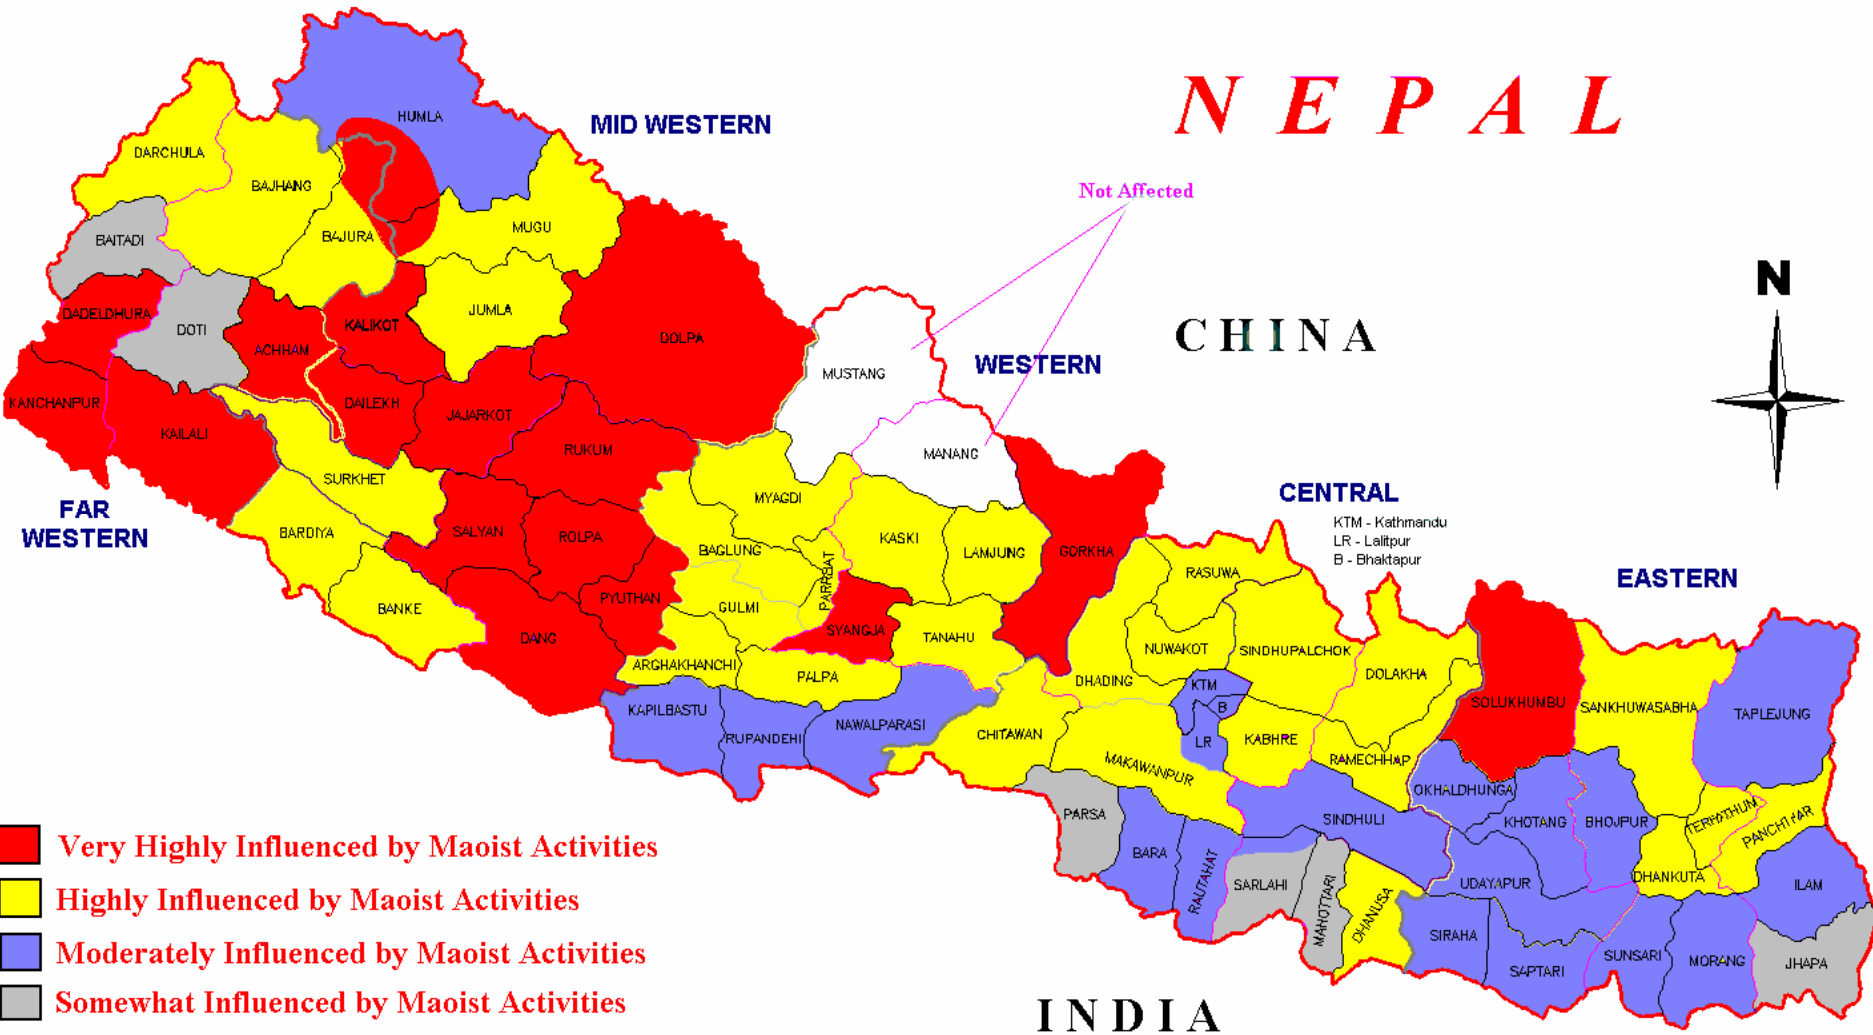 N E P A L
HUMLA
MID WESTERN
DARCHULA
BAJHANG
Not Affected
BAITADI
BAJURA
MUGU
DADELDHURA
DOTI
ACHHAM
KALIKOT
JUMLA
DOLPA
N
CHINA
MUSTANG
WESTERN
KANCHANPUR
KAILALI
DAILEKH
JAJARKOT
RUKUM
MANANG
FAR
WESTERN
SURKHET
BARDIYA
SALYAN
ROLPA
MYAGDI
BAGLUNG
PARBAT
KASKI
LAMJUNG
GORKHA
CENTRAL
KTM - Kathmandu
LR - Lalitpur
B - Bhaktapur
RASUWA
EASTERN
BANKE
DANG
PYUTHAN
GULMI
SYANGJA
TANAHU
NUWAKOT
SINDHUPALCHOK
ARGHAKHANCHI
PALPA
DHADING
KTM
B
LR
DOLAKHA
SOLUKHUMBU
SANKHUWASABHA
TAPLEJUNG
KAPILBASTU
RUPANDEHI
NAWALPARASI
CHITAWAN
KABHRE
RAMECHHAP
MAKAWANPUR
OKHALDHUNGA
KHOTANG
BHOJPUR
TERHATHUM
PANCHTHAR
PARSA
BARA
RAUTAHAT
SINDHULI
SARLAHI
MAHOTTARI
DHANUSA
UDAYAPUR
DHANKUTA
ILAM
SIRAHA
SAPTARI
SUNSARI
MORANG
JHAPA
Very Highly Influenced by Maoist Activities
Highly Influenced by Maoist Activities
Moderately Influenced by Maoist Activities
Somewhat Influenced by Maoist Activities
INDIA